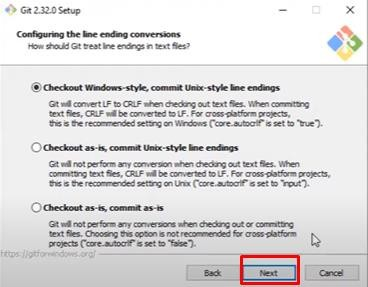 Git 2.32.0 Setup
Configuring the line ending conversions
How should Git treat line endings in text files?
Checkout Windows-style, commit Unix-style line endings
Git will convert LF to CRLF when checking out text files. When committing
text files, CRLF will be converted to LF. For cross-platform projects,
this is the recommended setting on Windows ("core.autocrlf" is set to "true").
Checkout as-is, commit Unix-style line endings
Git will not perform any conversion when checking out text files. When
committing text files, CRLF will be converted to LF. For cross-platform projects,
this is the recommended setting on Unix ("core.autocrlf" is set to "input").
Checkout as-is, commit as-is
Git will not perform any conversions when checking out or committing
text files. Choosing this option is not recommended for cross-platform
projects ("core.autocrlf" is set to "false").
https://gitforwindows.org/
Back Next Cancel